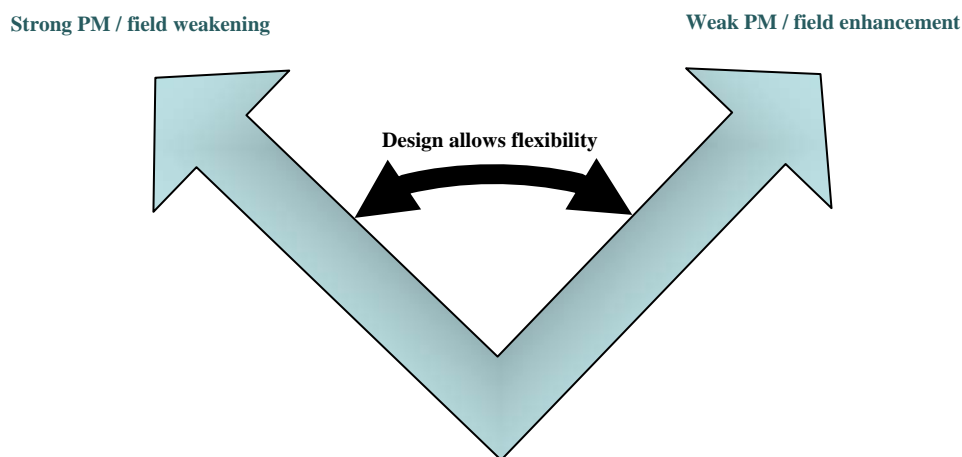 Strong PM / field weakening
Weak PM / field enhancement
Design allows flexibility